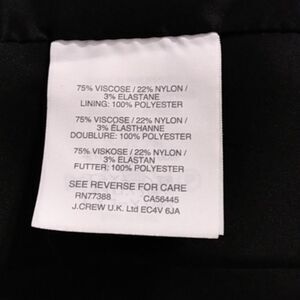 75% VISCOSE / 22% NYLON /
3% ELASTANE
LINING: 100% POLYESTER
75% VISCOSE / 22% NYLON /
3% ÉLASTHANNE
DOUBLURE: 100% POLYESTER
75% VISKOSE / 22% NYLON /
3% ELASTAN
FUTTER: 100% POLYESTER
SEE REVERSE FOR CARE
RN77388 CA56445
J.CREW U.K. Ltd EC4V 6JA